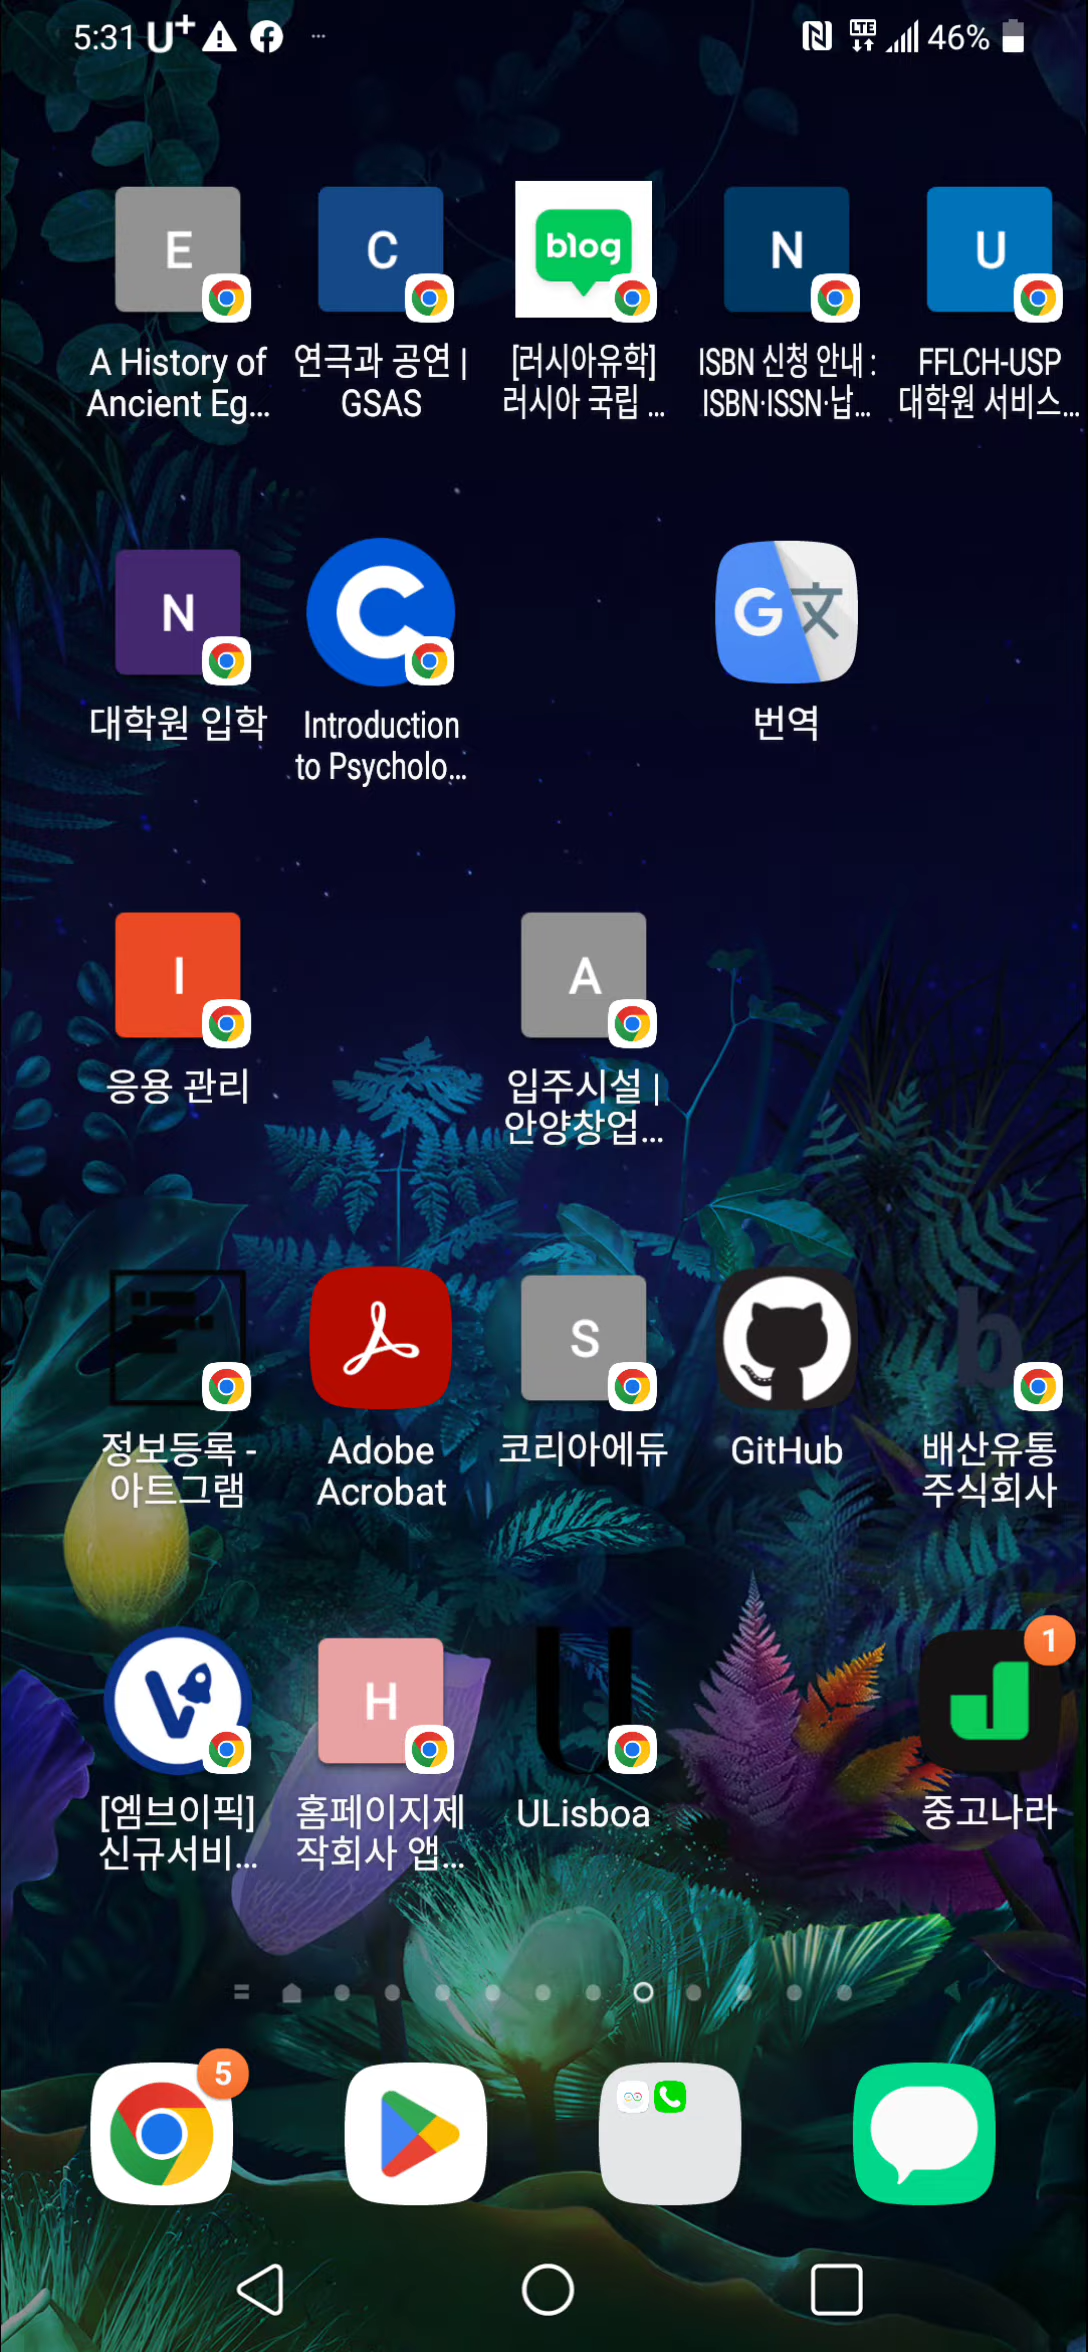 5:31 U+ ... LTE 46%
E C blog N U
A History of 연극과 공연 | [러시아유학] ISBN 신청 안내 : FFLCH-USP
Ancient Eg... GSAS 러시아 국립 ... ISBN·ISSN·납... 대학원 서비스...
N C G 文
대학원 입학 Introduction 번역
to Psycholo...
I A
응용 관리 입주시설 |
안양창업...
S b
정보등록 - Adobe 코리아에듀 GitHub 배산유통
아트그램 Acrobat 주식회사
H U 1
[엠브이픽] 홈페이지제 ULisboa 중고나라
신규서비... 작회사 앱...
5